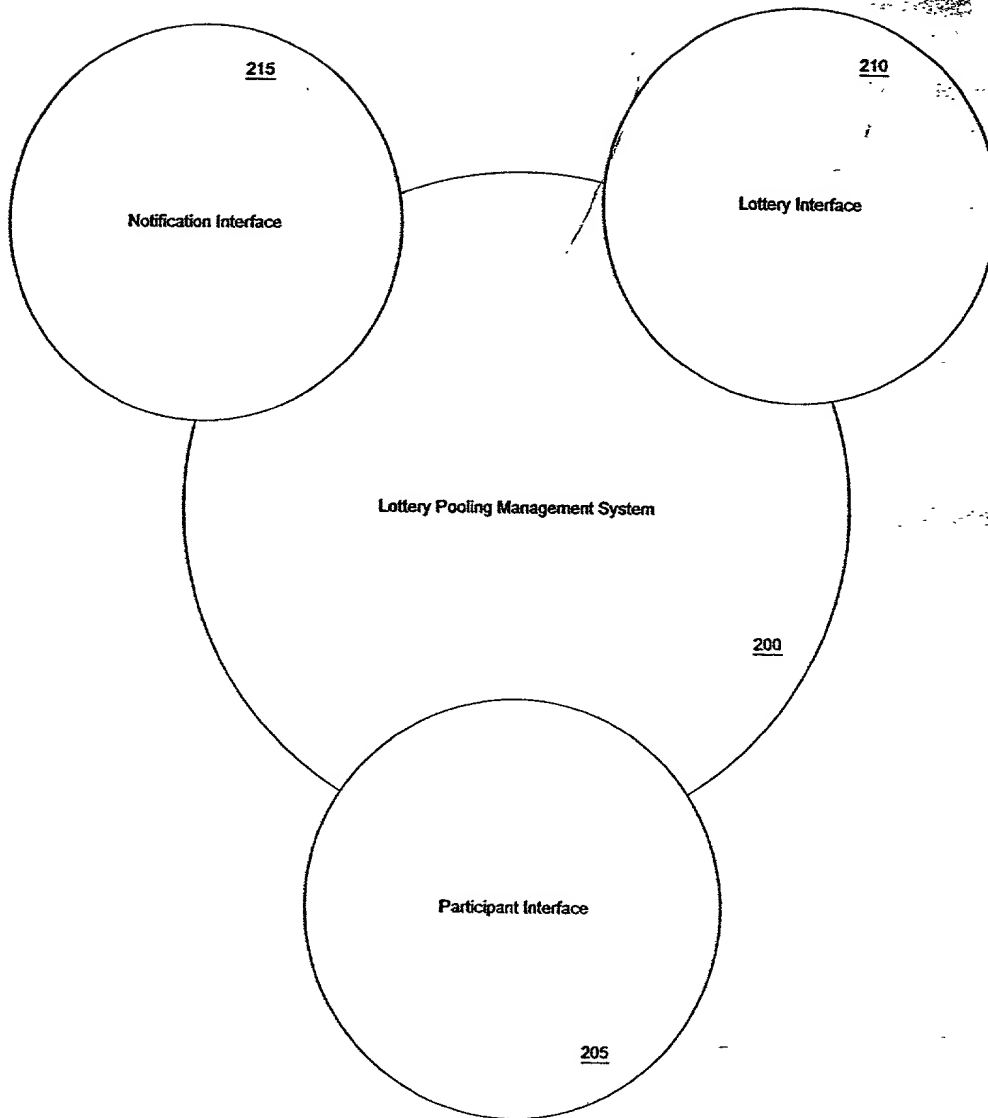 215
210
Notification Interface
Lottery Interface
Lottery Pooling Management System
200
Participant Interface
205